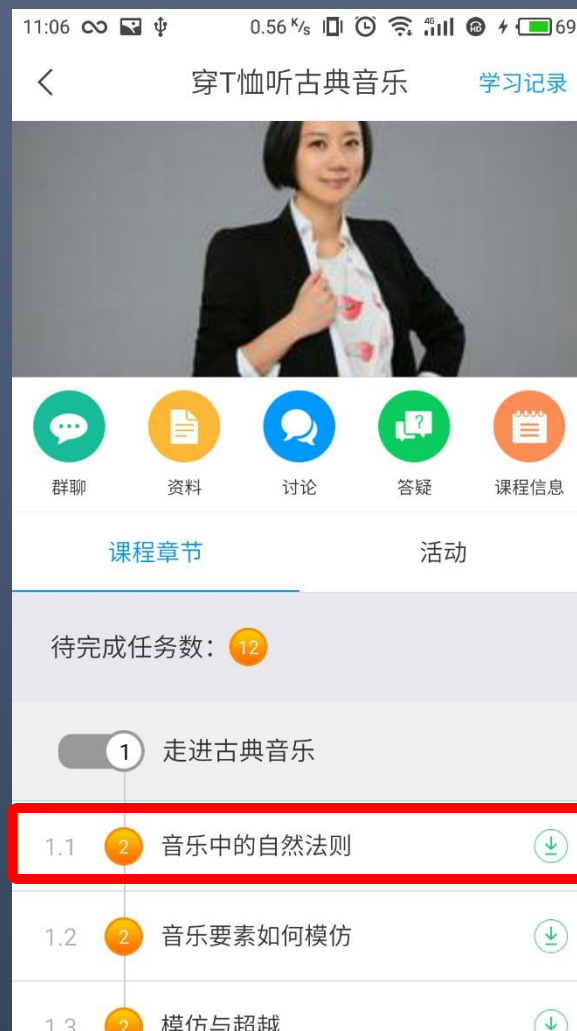 11:06 0.56 K/s 4G HD 69
穿T恤听古典音乐 学习记录
群聊 资料 讨论 答疑 课程信息
课程章节 活动
待完成任务数： 12
1 走进古典音乐
1.1 2 音乐中的自然法则
1.2 2 音乐要素如何模仿
1.3 2 模仿与超越